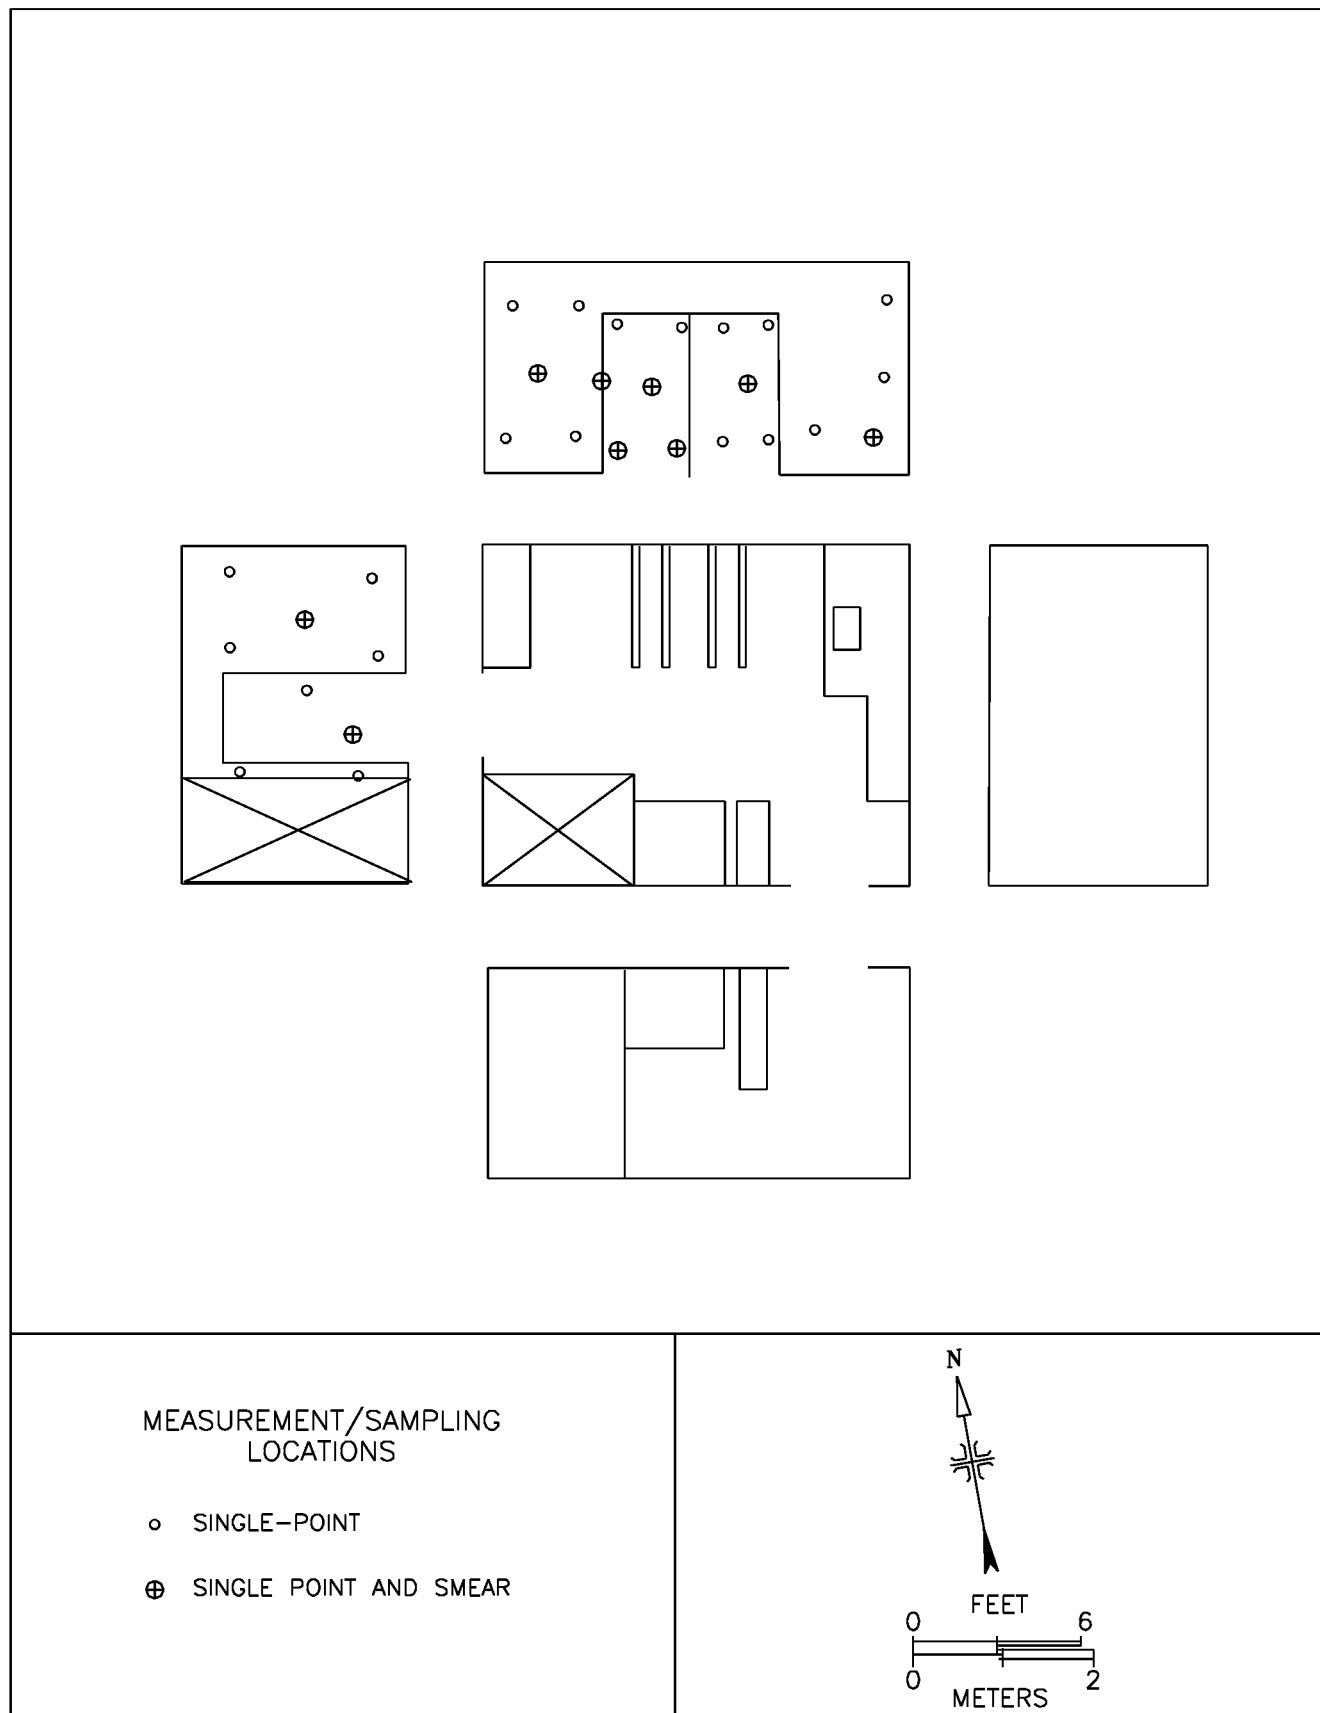 MEASUREMENT/SAMPLING
LOCATIONS
SINGLE-POINT
SINGLE POINT AND SMEAR
N
FEET
0 6
0 2
METERS